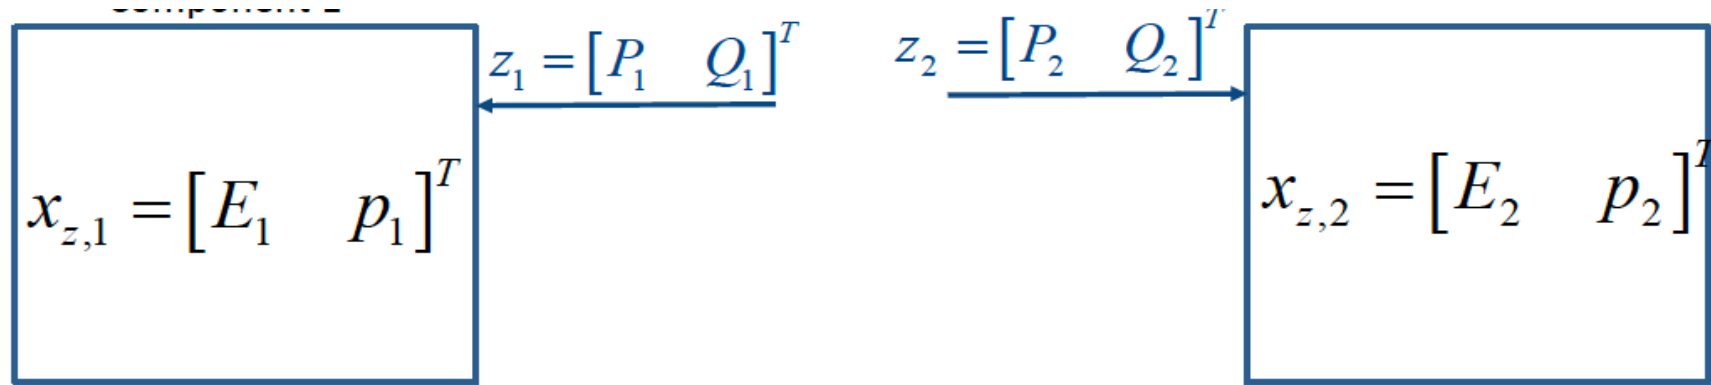 z_1 = [P_1 Q_1]^T
z_2 = [P_2 Q_2]^T
x_{z,1} = [E_1 p_1]^T
x_{z,2} = [E_2 p_2]^T